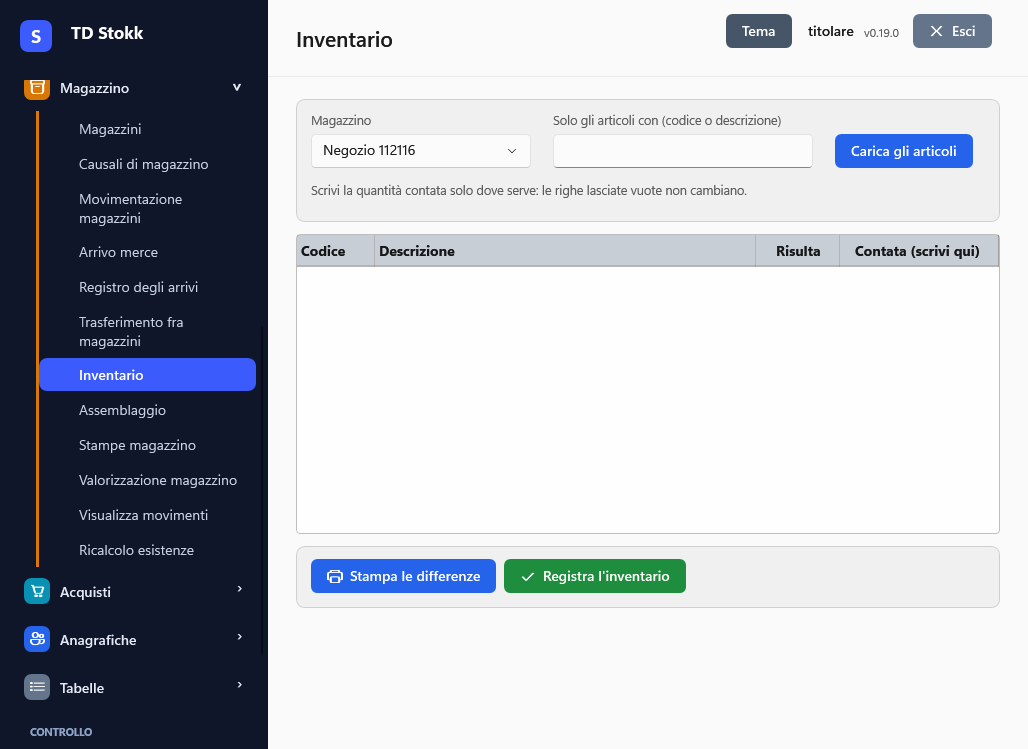 S
TD Stokk
Magazzino
Magazzini
Causali di magazzino
Movimentazione
magazzini
Arrivo merce
Registro degli arrivi
Trasferimento fra
magazzini
Inventario
Assemblaggio
Stampe magazzino
Valorizzazione magazzino
Visualizza movimenti
Ricalcolo esistenze
Acquisti
Anagrafiche
Tabelle
CONTROLLO
Inventario
Tema
titolare
v0.19.0
Esci
Magazzino
Solo gli articoli con (codice o descrizione)
Negozio 112116
Carica gli articoli
Scrivi la quantità contata solo dove serve: le righe lasciate vuote non cambiano.
Codice
Descrizione
Risulta
Contata (scrivi qui)
Stampa le differenze
Registra l'inventario